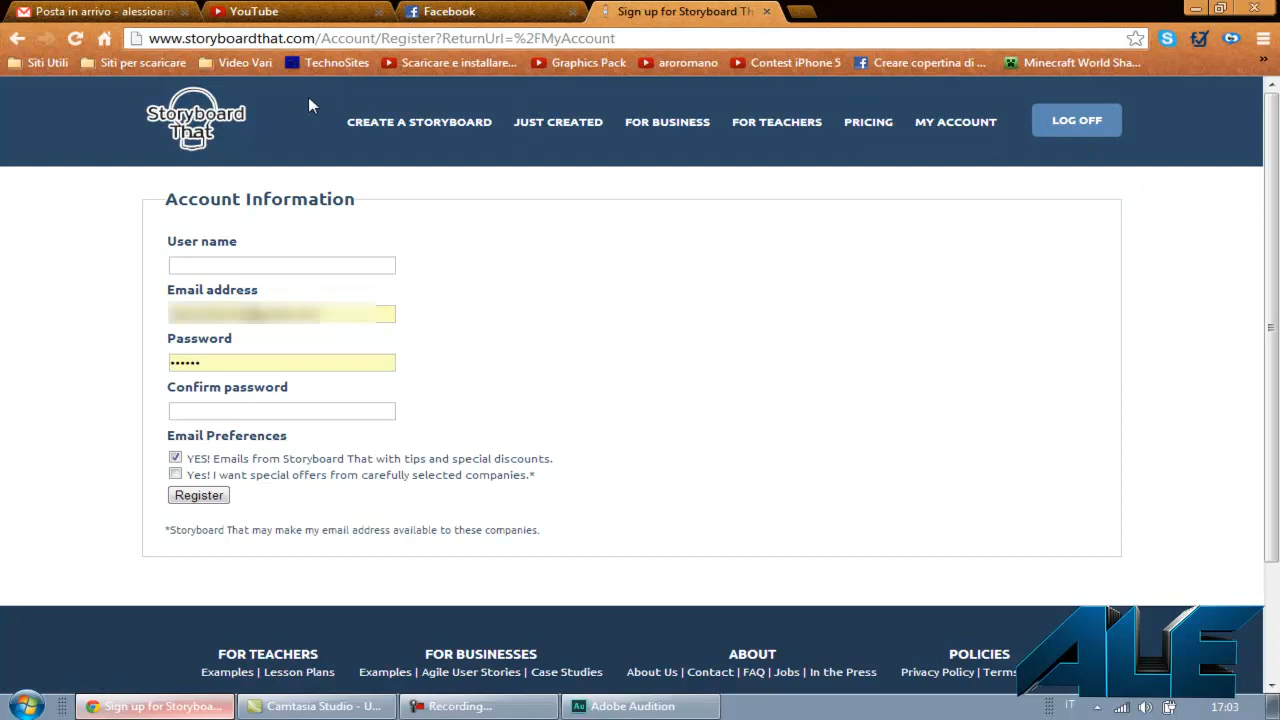 Posta in arrivo - alessioarr
YouTube
Facebook
Sign up for Storyboard Th
www.storyboardthat.com/Account/Register?ReturnUrl=%2FMyAccount
Siti Utili
Siti per scaricare
Video Vari
TechnoSites
Scaricare e installare...
Graphics Pack
aroromano
Contest iPhone 5
Creare copertina di ...
Minecraft World Sha...
Storyboard
That
CREATE A STORYBOARD
JUST CREATED
FOR BUSINESS
FOR TEACHERS
PRICING
MY ACCOUNT
LOG OFF
Account Information
User name
Email address
Password
••••••
Confirm password
Email Preferences
YES! Emails from Storyboard That with tips and special discounts.
Yes! I want special offers from carefully selected companies.*
Register
*Storyboard That may make my email address available to these companies.
FOR TEACHERS
Examples | Lesson Plans
FOR BUSINESSES
Examples | Agile User Stories | Case Studies
ABOUT
About Us | Contact | FAQ | Jobs | In the Press
POLICIES
Privacy Policy | Terms
ALE
Sign up for Storyboa...
Camtasia Studio - U...
Recording...
Adobe Audition
IT
17:03